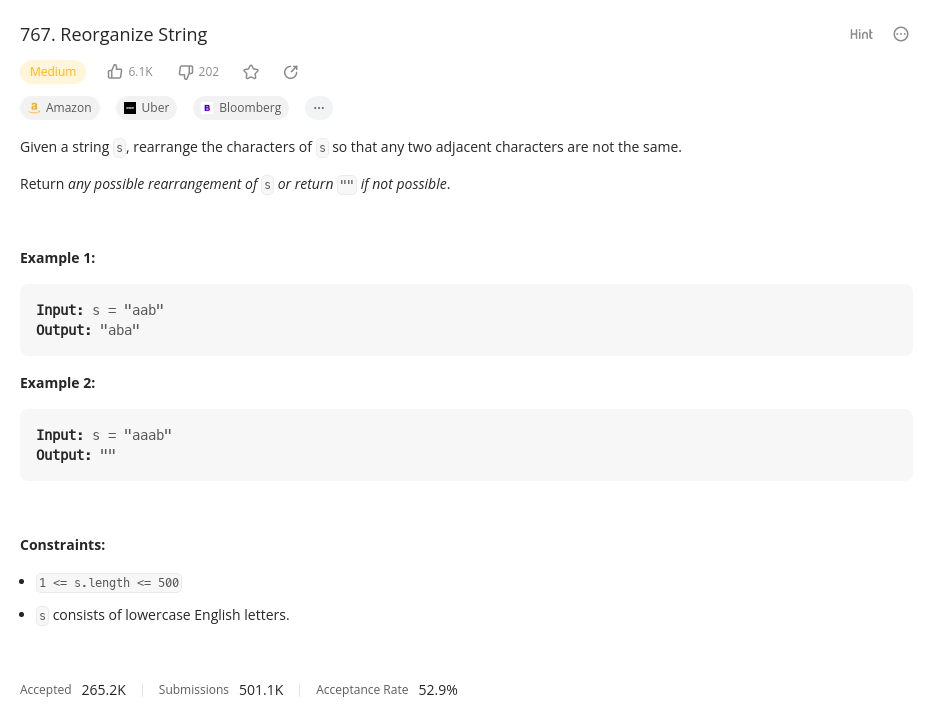 767. Reorganize String
Hint
Medium 6.1K 202
a Amazon Uber B Bloomberg ...
Given a string s, rearrange the characters of s so that any two adjacent characters are not the same.
Return any possible rearrangement of s or return "" if not possible.
Example 1:
Input: s = "aab"
Output: "aba"
Example 2:
Input: s = "aaab"
Output: ""
Constraints:
1 <= s.length <= 500
s consists of lowercase English letters.
Accepted 265.2K Submissions 501.1K Acceptance Rate 52.9%